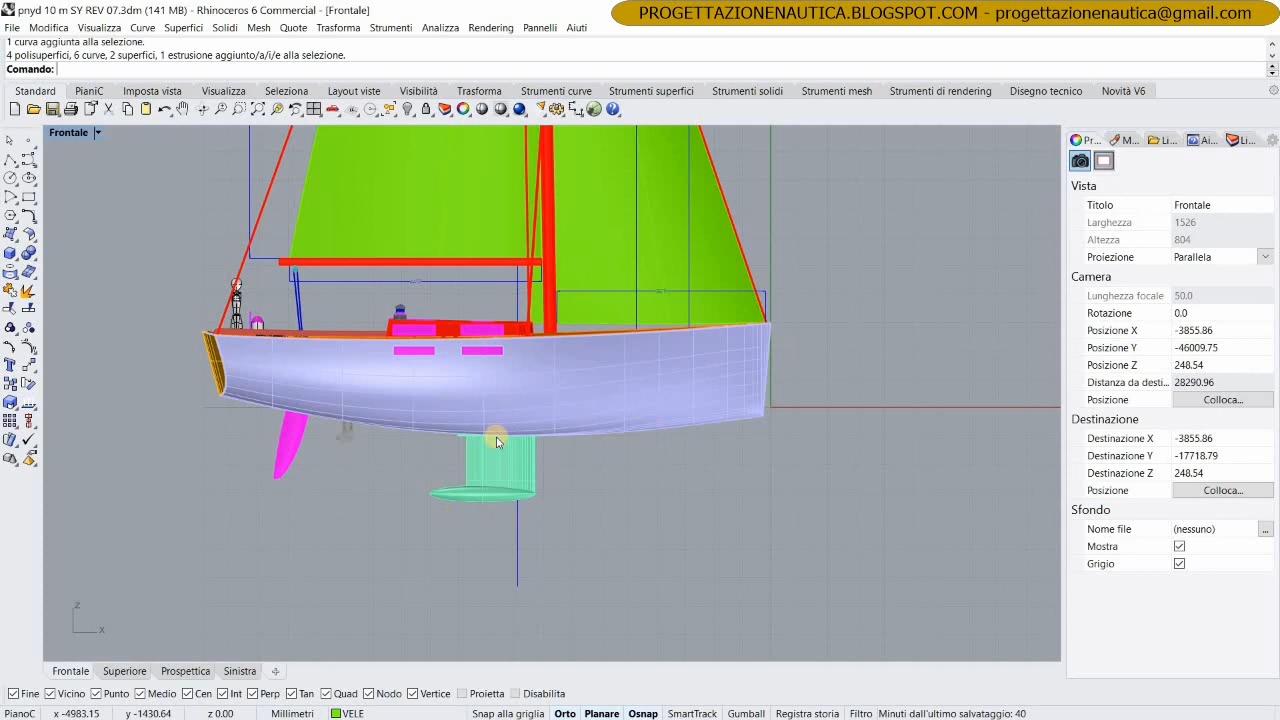 pnyd 10 m SY REV 07.3dm (141 MB) - Rhinoceros 6 Commercial - [Frontale]
PROGETTAZIONENAUTICA.BLOGSPOT.COM - progettazionenautica@gmail.com
File Modifica Visualizza Curva Superfici Solidi Mesh Quote Trasforma Strumenti Analizza Rendering Pannelli Aiuti
1 curva aggiunta alla selezione.
4 polisuperfici, 6 curve, 2 superfici, 1 estrusione aggiunto/a/i/e alla selezione.
Comando:
Standard PianiC Imposta vista Visualizza Selezione Layout viste Visibilità Trasforma Strumenti curve Strumenti superfici Strumenti solidi Strumenti mesh Strumenti di rendering Disegno tecnico Novità V6
Frontale
Pr... M... Li... Ai... Li...
Vista
Titolo Frontale
Larghezza 1526
Altezza 804
Proiezione Parallela
Camera
Lunghezza focale 50.0
Rotazione 0.0
Posizione X -3855.86
Posizione Y -46009.75
Posizione Z 248.54
Distanza da desti... 28290.96
Posizione Colloca...
Destinazione
Destinazione X -3855.86
Destinazione Y -17718.79
Destinazione Z 248.54
Posizione Colloca...
Sfondo
Nome file (nessuno) ...
Mostra
Grigio
z
x
Frontale Superiore Prospettica Sinistra
Fine Vicino Punto Medio Cen Int Perp Tan Quad Nodo Vertice Proietta Disabilita
PianoC x -4983.15 y -1430.64 z 0.00 Millimetri VELE Snap alla griglia Orto Planare Osnap SmartTrack Gumball Registra storia Filtro Minuti dall'ultimo salvataggio: 40